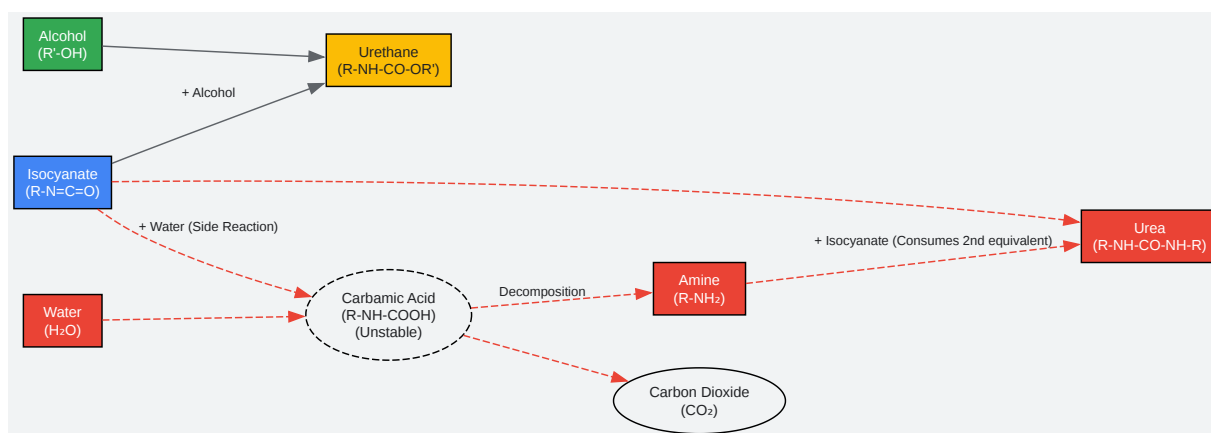 Alcohol
(R'-OH)
Urethane
(R-NH-CO-OR')
+ Alcohol
Isocyanate
(R-N=C=O)
+ Water (Side Reaction)
Urea
(R-NH-CO-NH-R)
+ Isocyanate (Consumes 2nd equivalent)
Amine
(R-NH₂)
Decomposition
Carbamic Acid
(R-NH-COOH)
(Unstable)
Water
(H₂O)
Carbon Dioxide
(CO₂)